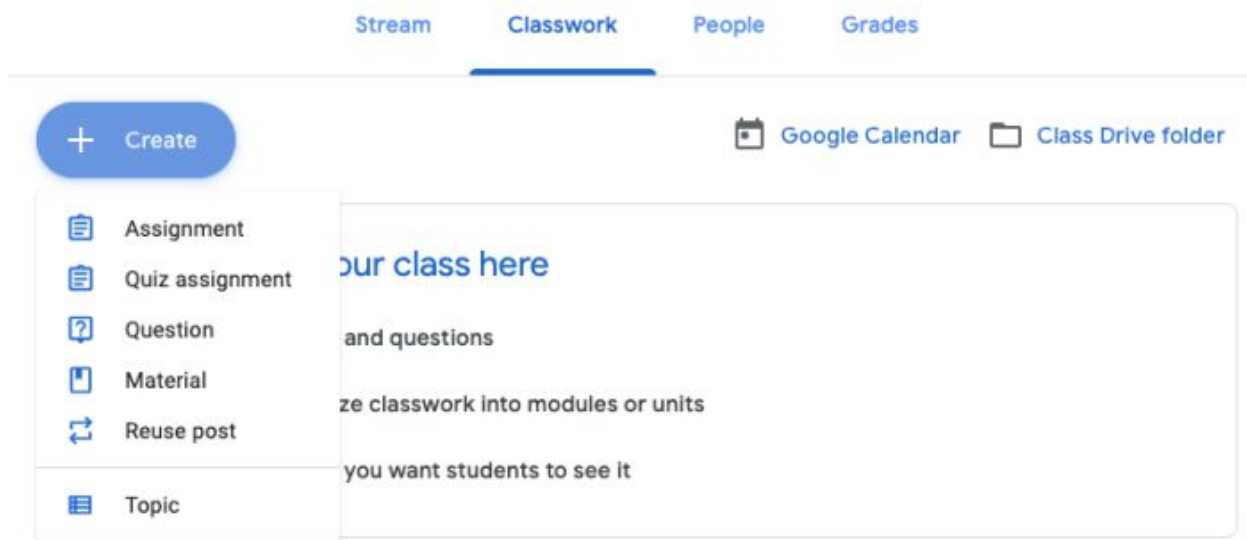 Stream Classwork People Grades
+ Create
Google Calendar Class Drive folder
Assignment
Quiz assignment
Question
Material
Reuse post
Topic
our class here
and questions
ze classwork into modules or units
you want students to see it